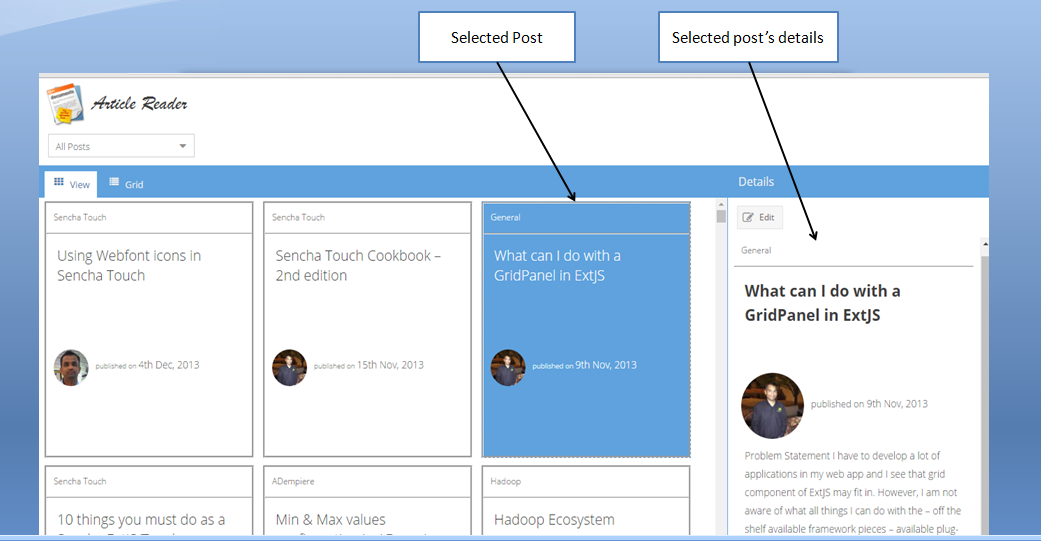 Selected Post
Selected post's details
Article Reader
All Posts
View
Grid
Details
Sencha Touch
Using Webfont icons in
Sencha Touch
published on 4th Dec, 2013
Sencha Touch
Sencha Touch Cookbook –
2nd edition
published on 15th Nov, 2013
General
What can I do with a
GridPanel in ExtJS
published on 9th Nov, 2013
Edit
General
What can I do with a
GridPanel in ExtJS
published on 9th Nov, 2013
Problem Statement I have to develop a lot of
applications in my web app and I see that grid
component of ExtJS may fit in. However, I am not
aware of what all things I can do with the – off the
shelf available framework pieces – available plug-
Sencha Touch
10 things you must do as a
ADempiere
Min & Max values
Hadoop
Hadoop Ecosystem